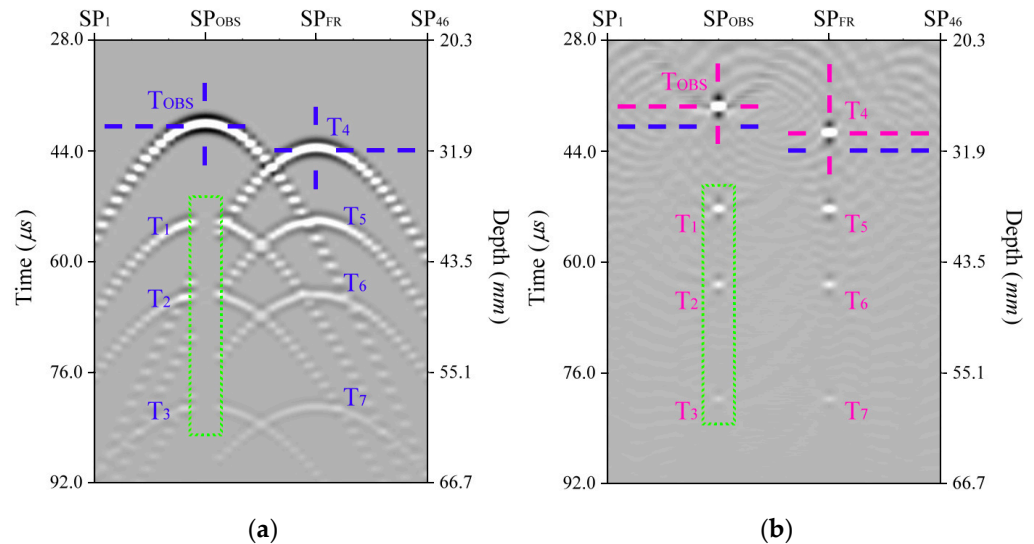 SP1 SPOBS SPFR SP46
28.0 20.3
TOBS T4
44.0 31.9
T1 T5
Time (μs) Depth (mm)
60.0 43.5
T2 T6
76.0 55.1
T3 T7
92.0 66.7
(a)
SP1 SPOBS SPFR SP46
28.0 20.3
TOBS T4
44.0 31.9
T1 T5
Time (μs) Depth (mm)
60.0 43.5
T2 T6
76.0 55.1
T3 T7
92.0 66.7
(b)